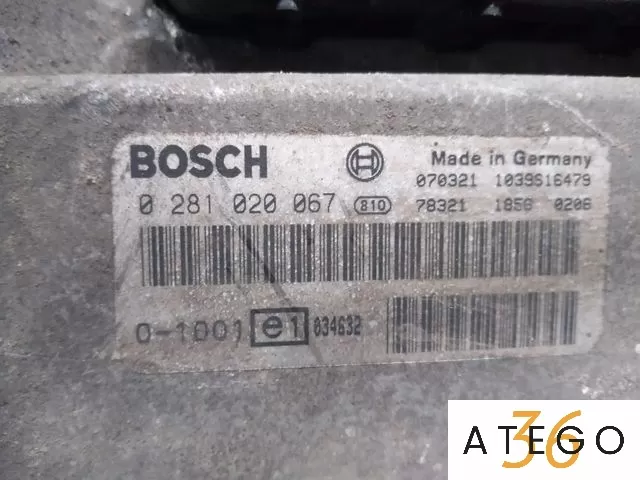 BOSCH
Made in Germany
070321 1039S16479
0 281 020 067 810 78321 1856 0206
0-1001 e1 034632
36
ATEGO